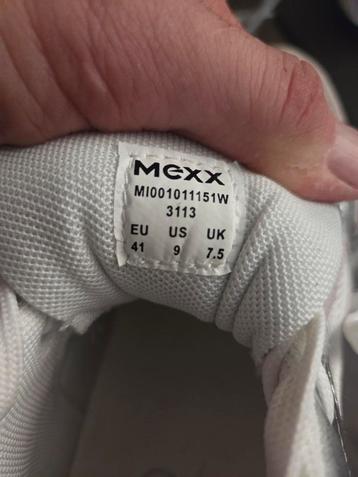 Mexx
MI001011151W
3113
EU US UK
41 9 7.5